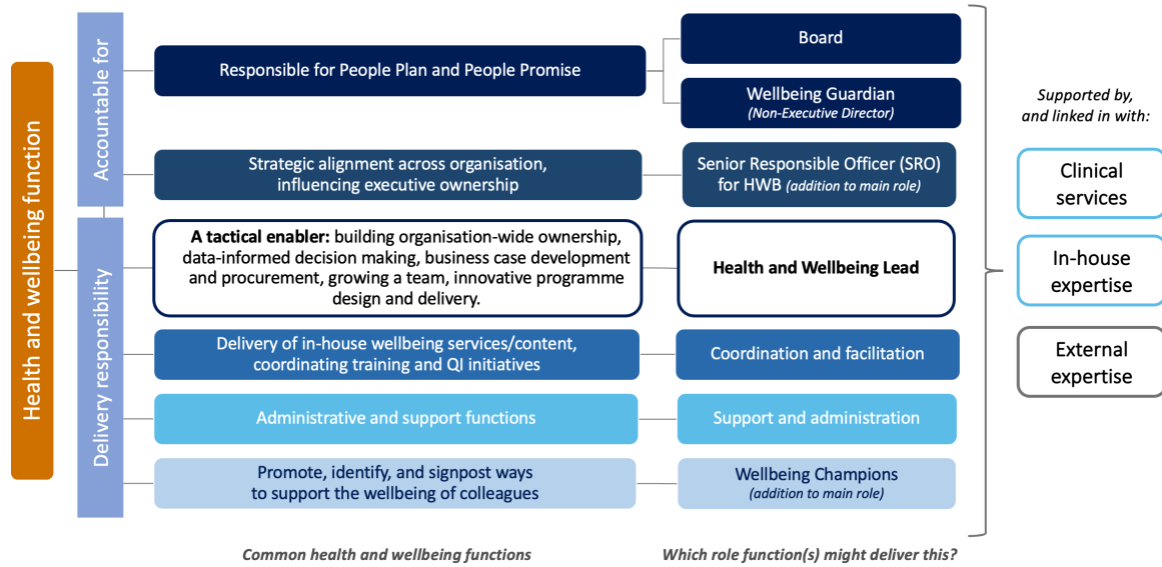 Health and wellbeing function
Accountable for
Responsible for People Plan and People Promise
Board
Wellbeing Guardian
(Non-Executive Director)
Strategic alignment across organisation,
influencing executive ownership
Senior Responsible Officer (SRO)
for HWB (addition to main role)
Delivery responsibility
A tactical enabler: building organisation-wide ownership,
data-informed decision making, business case development
and procurement, growing a team, innovative programme
design and delivery.
Health and Wellbeing Lead
Delivery of in-house wellbeing services/content,
coordinating training and QI initiatives
Coordination and facilitation
Administrative and support functions
Support and administration
Promote, identify, and signpost ways
to support the wellbeing of colleagues
Wellbeing Champions
(addition to main role)
Supported by,
and linked in with:
Clinical
services
In-house
expertise
External
expertise
Common health and wellbeing functions
Which role function(s) might deliver this?